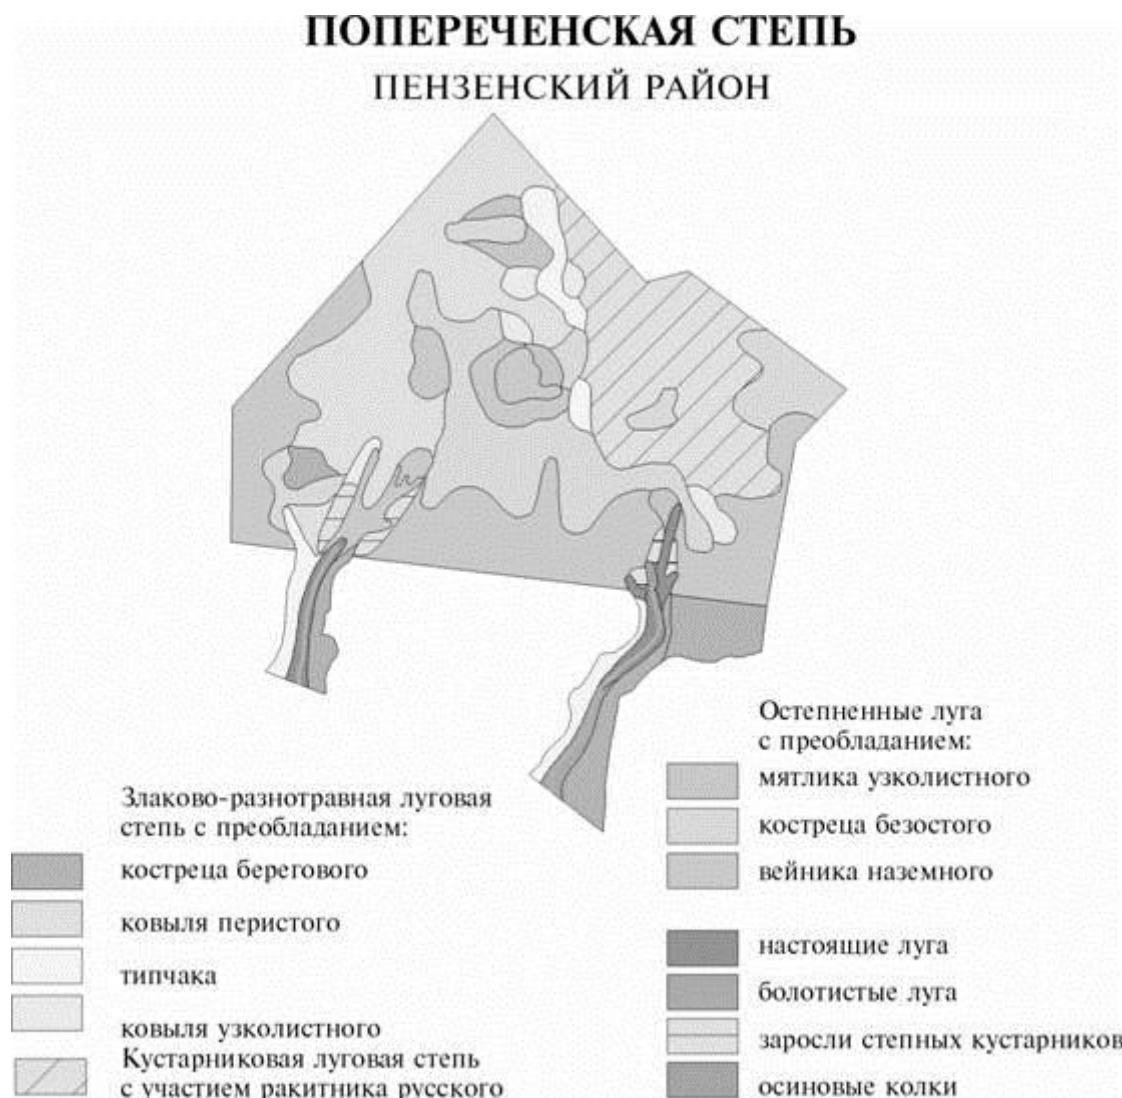 ПОПЕРЕЧЕНСКАЯ СТЕПЬ
ПЕНЗЕНСКИЙ РАЙОН
Злаково-разнотравная луговая
степь с преобладанием:
костреца берегового
ковыля перистого
типчака
ковыля узколистного
Кустарниковая луговая степь
с участием ракитника русского
Остепненные луга
с преобладанием:
мятлика узколистного
костреца безостого
вейника наземного
настоящие луга
болотистые луга
заросли степных кустарников
осиновые колки